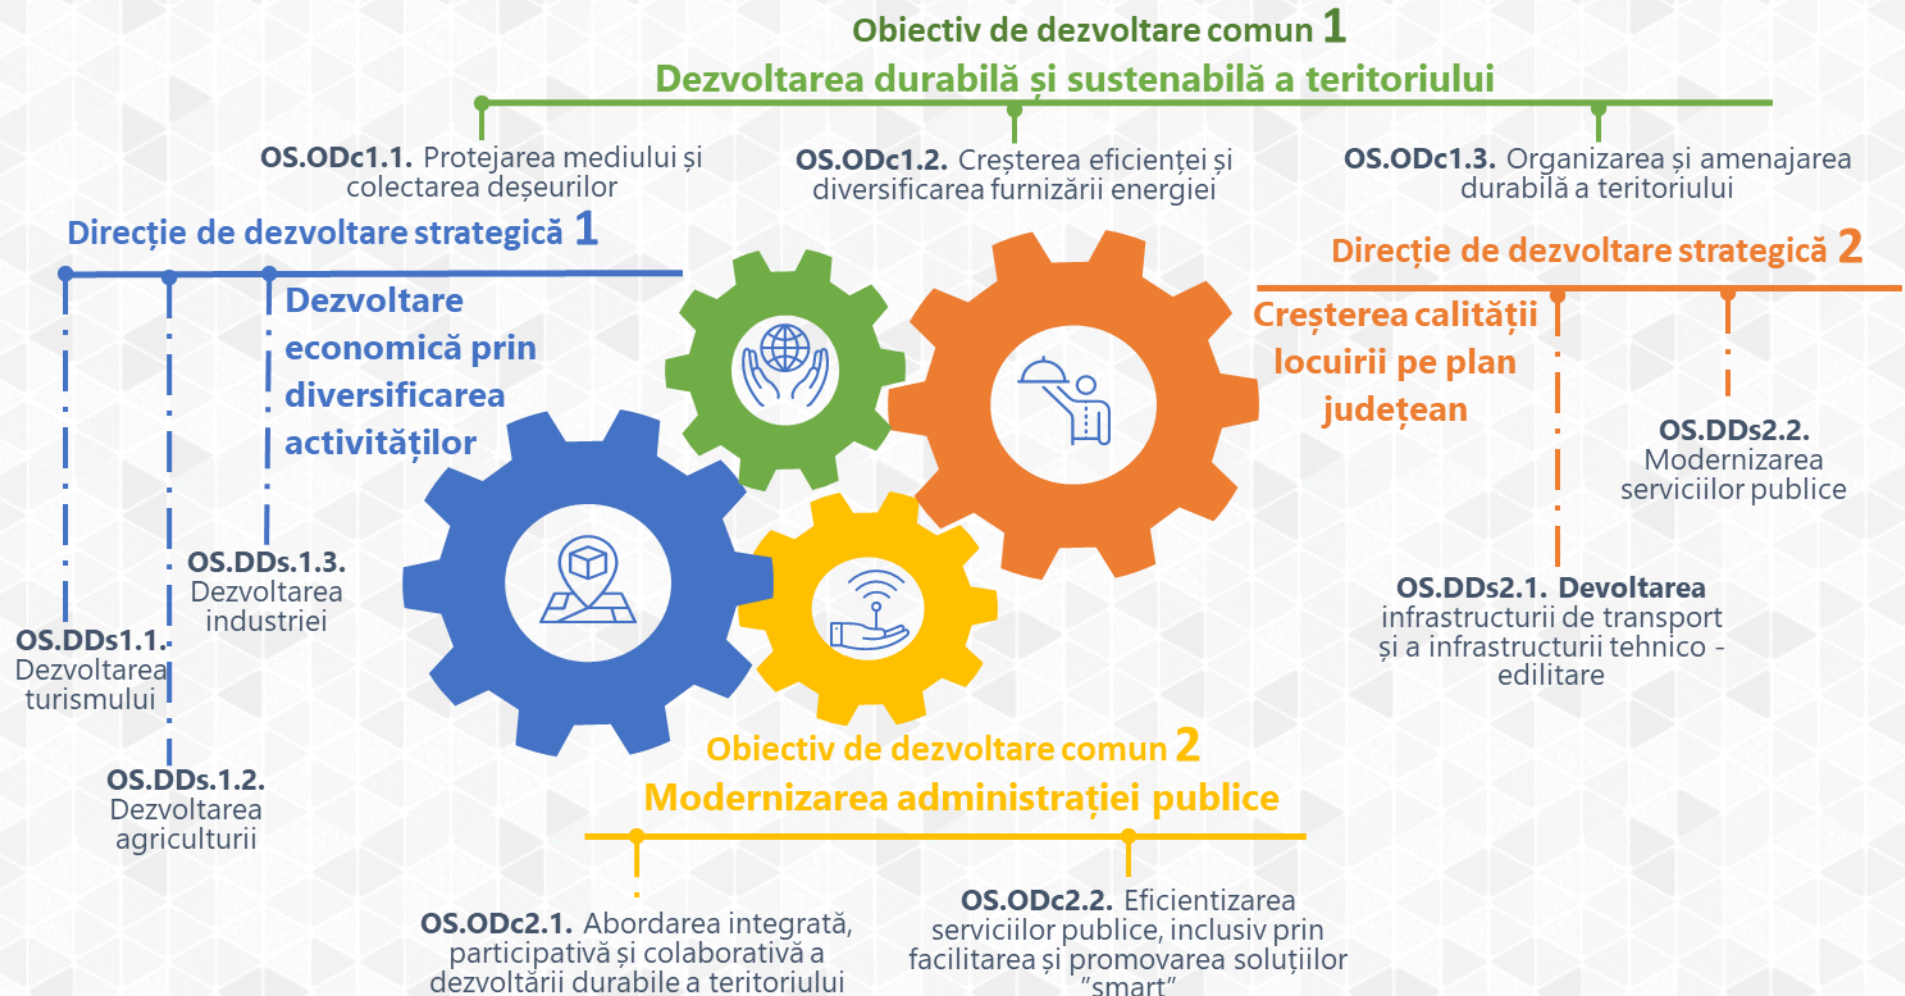 Obiectiv de dezvoltare comun 1
Dezvoltarea durabilă și sustenabilă a teritoriului
OS.ODc1.1. Protejarea mediului și
colectarea deșeurilor
OS.ODc1.2. Creșterea eficienței și
diversificarea furnizării energiei
OS.ODc1.3. Organizarea și amenajarea
durabilă a teritoriului
Direcție de dezvoltare strategică 1
Dezvoltare
economică prin
diversificarea
activităților
OS.DDs.1.3.
Dezvoltarea
industriei
OS.DDs1.1.
Dezvoltarea
turismului
OS.DDs.1.2.
Dezvoltarea
agriculturii
Direcție de dezvoltare strategică 2
Creșterea calității
locuirii pe plan
județean
OS.DDs2.2.
Modernizarea
serviciilor publice
OS.DDs2.1. Devoltarea
infrastructurii de transport
și a infrastructurii tehnico -
edilitare
Obiectiv de dezvoltare comun 2
Modernizarea administrației publice
OS.ODc2.1. Abordarea integrată,
participativă și colaborativă a
dezvoltării durabile a teritoriului
OS.ODc2.2. Eficientizarea
serviciilor publice, inclusiv prin
facilitarea și promovarea soluțiilor
”smart”